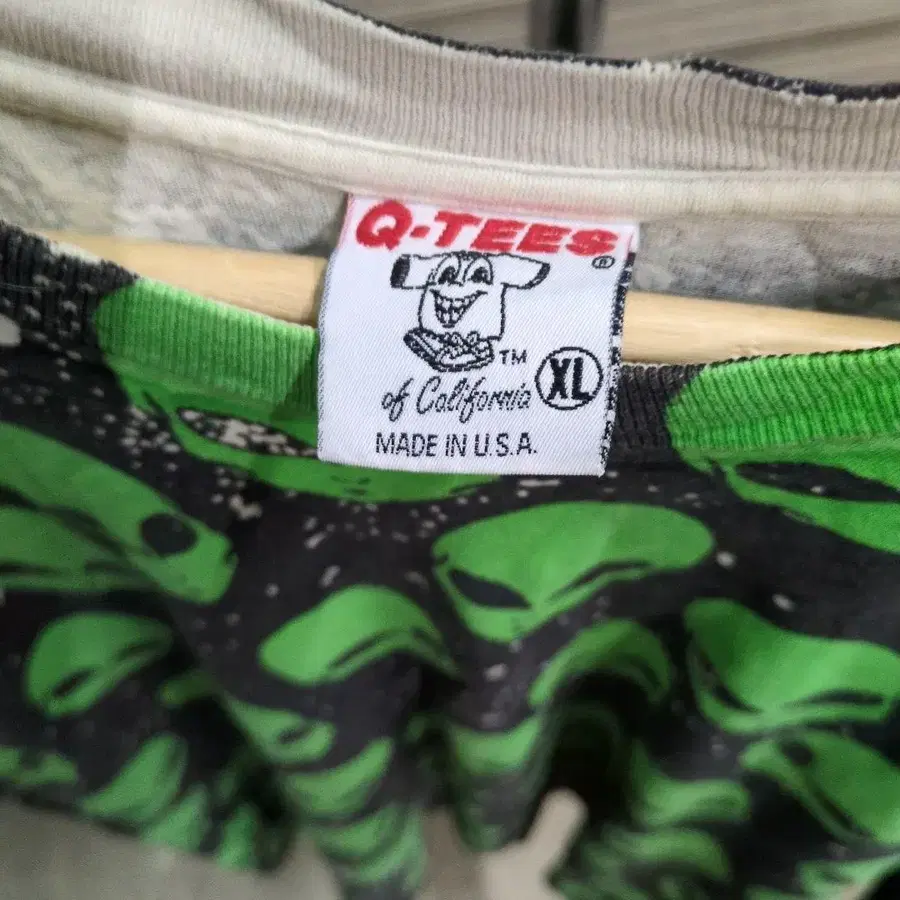 Q-TEES®
TM
of California
XL
MADE IN U.S.A.